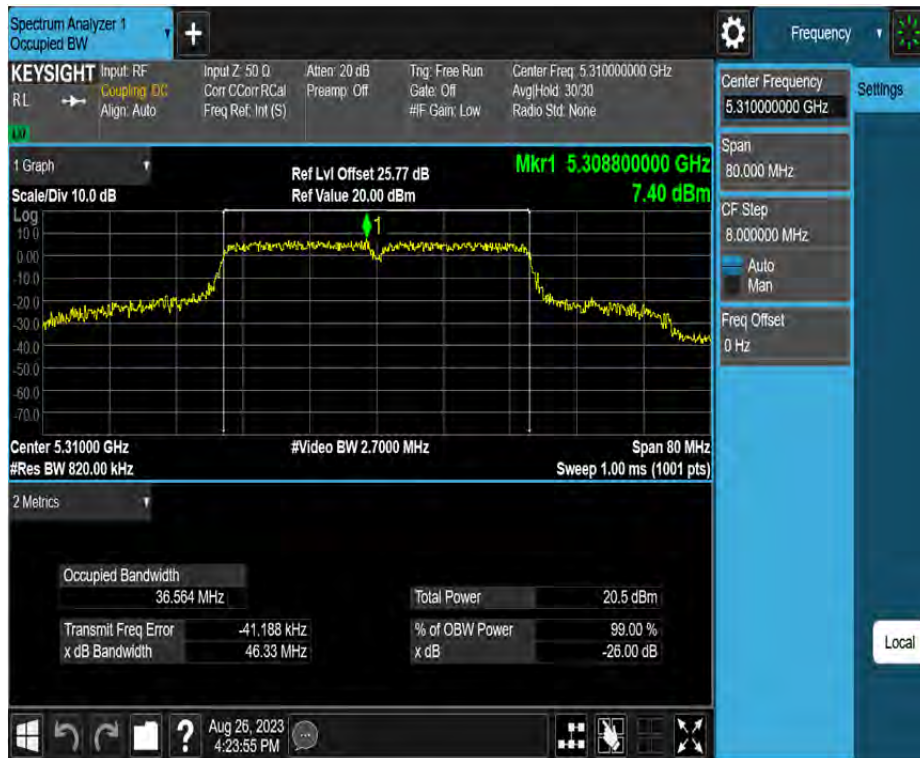 Spectrum Analyzer 1
Occupied BW
+
Frequency
KEYSIGHT Input: RF Input Z: 50 Ω Atten: 20 dB Trig: Free Run Center Freq: 5.310000000 GHz
RL Coupling: DC Corr CCorr RCal Preamp: Off Gate: Off Avg|Hold: 30/30
Align: Auto Freq Ref: Int (S) #IF Gain: Low Radio Std: None
Center Frequency
5.310000000 GHz
Settings
Span
80.000 MHz
CF Step
8.000000 MHz
Auto
Man
Freq Offset
0 Hz
1 Graph
Ref Lvl Offset 25.77 dB
Mkr1 5.308800000 GHz
Scale/Div 10.0 dB
Ref Value 20.00 dBm
7.40 dBm
Log
10.0
0.00
-10.0
-20.0
-30.0
-40.0
-50.0
-60.0
-70.0
1
Center 5.31000 GHz #Video BW 2.7000 MHz Span 80 MHz
#Res BW 820.00 kHz Sweep 1.00 ms (1001 pts)
2 Metrics
Occupied Bandwidth
36.564 MHz
Total Power 20.5 dBm
Transmit Freq Error -41.188 kHz % of OBW Power 99.00 %
x dB Bandwidth 46.33 MHz x dB -26.00 dB
Local
?
Aug 26, 2023
4:23:55 PM